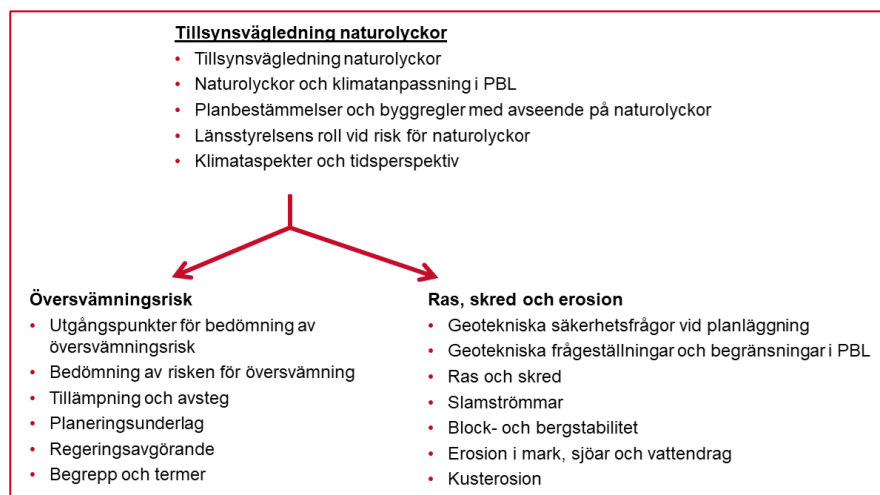 Tillsynsvägledning naturolyckor
• Tillsynsvägledning naturolyckor
• Naturolyckor och klimatanpassning i PBL
• Planbestämmelser och byggregler med avseende på naturolyckor
• Länsstyrelsens roll vid risk för naturolyckor
• Klimataspekter och tidsperspektiv
Översvämningsrisk
• Utgångspunkter för bedömning av
översvämningsrisk
• Bedömning av risken för översvämning
• Tillämpning och avsteg
• Planeringsunderlag
• Regeringsavgörande
• Begrepp och termer
Ras, skred och erosion
• Geotekniska säkerhetsfrågor vid planläggning
• Geotekniska frågeställningar och begränsningar i PBL
• Ras och skred
• Slamströmmar
• Block- och bergstabilitet
• Erosion i mark, sjöar och vattendrag
• Kusterosion